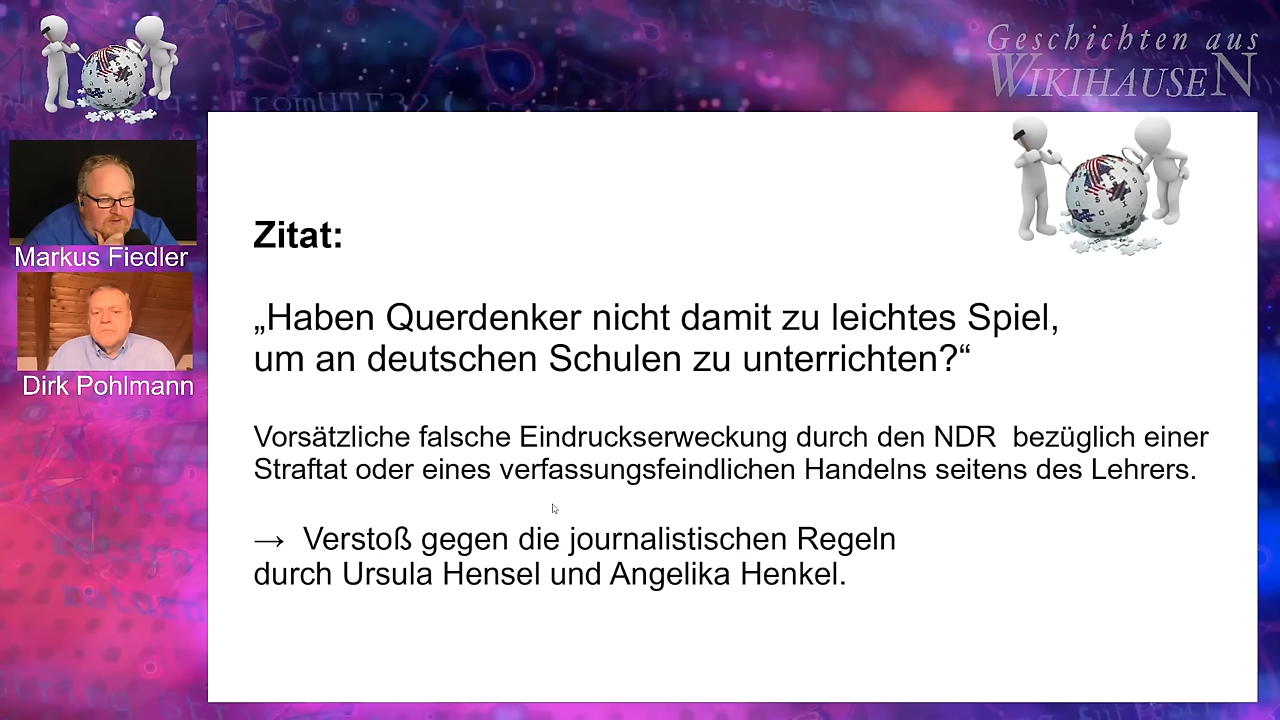 Geschichten aus
WIKIHAUSEN
Markus Fiedler
Dirk Pohlmann
Zitat:
„Haben Querdenker nicht damit zu leichtes Spiel,
um an deutschen Schulen zu unterrichten?“
Vorsätzliche falsche Eindruckserweckung durch den NDR bezüglich einer
Straftat oder eines verfassungsfeindlichen Handelns seitens des Lehrers.
→ Verstoß gegen die journalistischen Regeln
durch Ursula Hensel und Angelika Henkel.